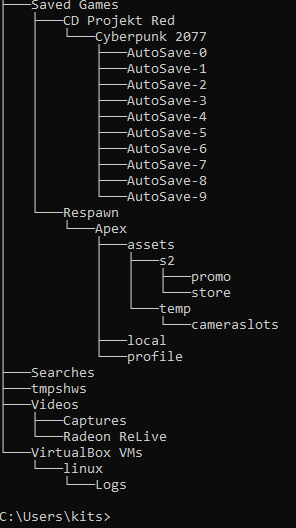 Saved Games
CD Projekt Red
Cyberpunk 2077
AutoSave-0
AutoSave-1
AutoSave-2
AutoSave-3
AutoSave-4
AutoSave-5
AutoSave-6
AutoSave-7
AutoSave-8
AutoSave-9
Respawn
Apex
assets
s2
promo
store
temp
cameraslots
local
profile
Searches
tmpshws
Videos
Captures
Radeon ReLive
VirtualBox VMs
linux
Logs
C:\Users\kits>